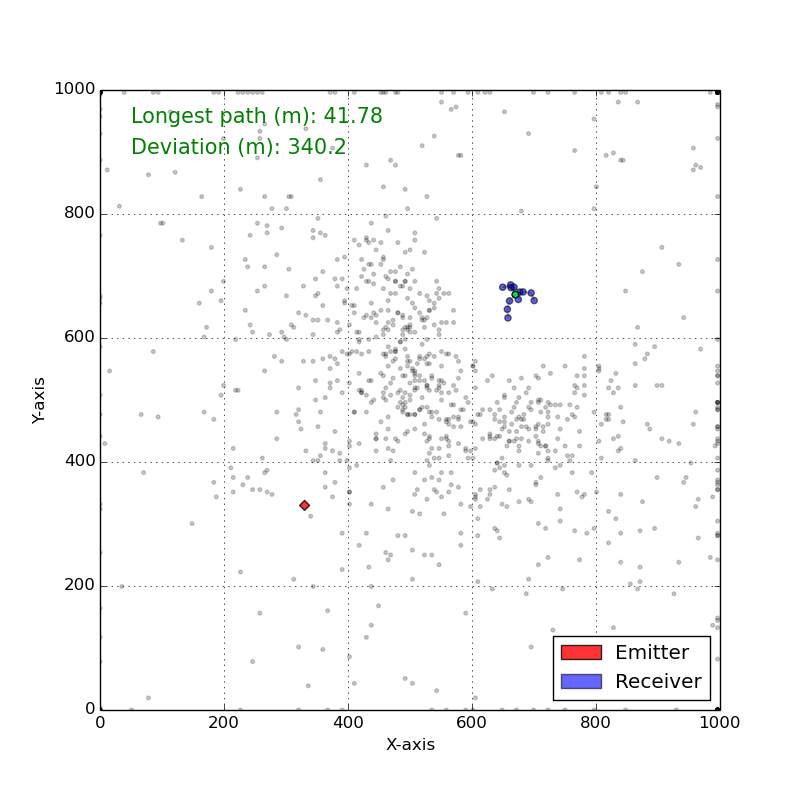 Longest path (m): 41.78
Deviation (m): 340.2
1000
800
600
400
200
0
Y-axis
Emitter
Receiver
0 200 400 600 800 1000
X-axis